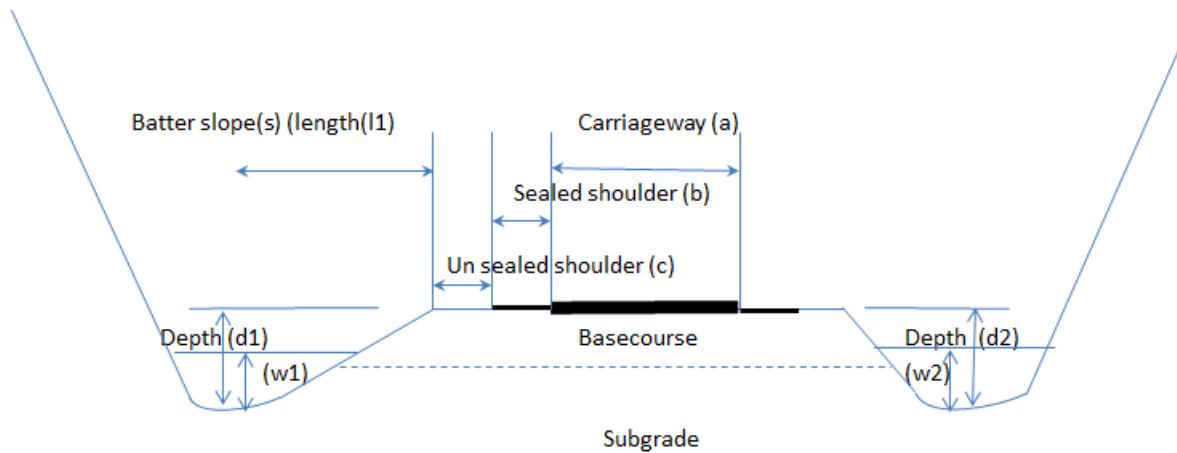 Batter slope(s) (length(l1)
Carriageway (a)
Sealed shoulder (b)
Un sealed shoulder (c)
Depth (d1)
Basecourse
Depth (d2)
(w1)
(w2)
Subgrade